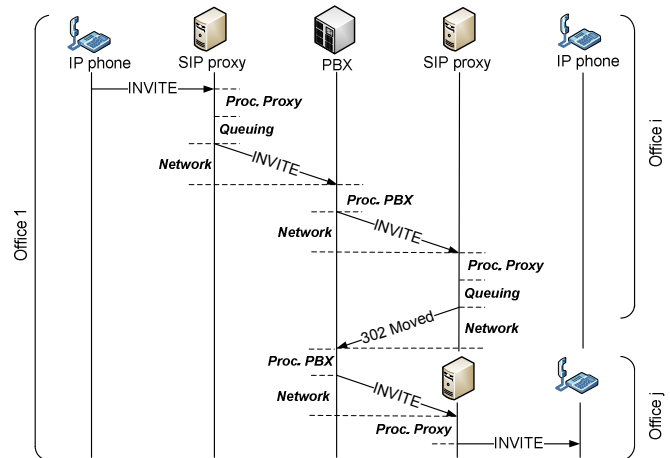 IP phone
SIP proxy
PBX
SIP proxy
IP phone
INVITE
Proc. Proxy
Queuing
Network
INVITE
Proc. PBX
Network
INVITE
Proc. Proxy
Queuing
302 Moved
Network
Proc. PBX
Network
INVITE
Proc. Proxy
INVITE
Office 1
Office i
Office j